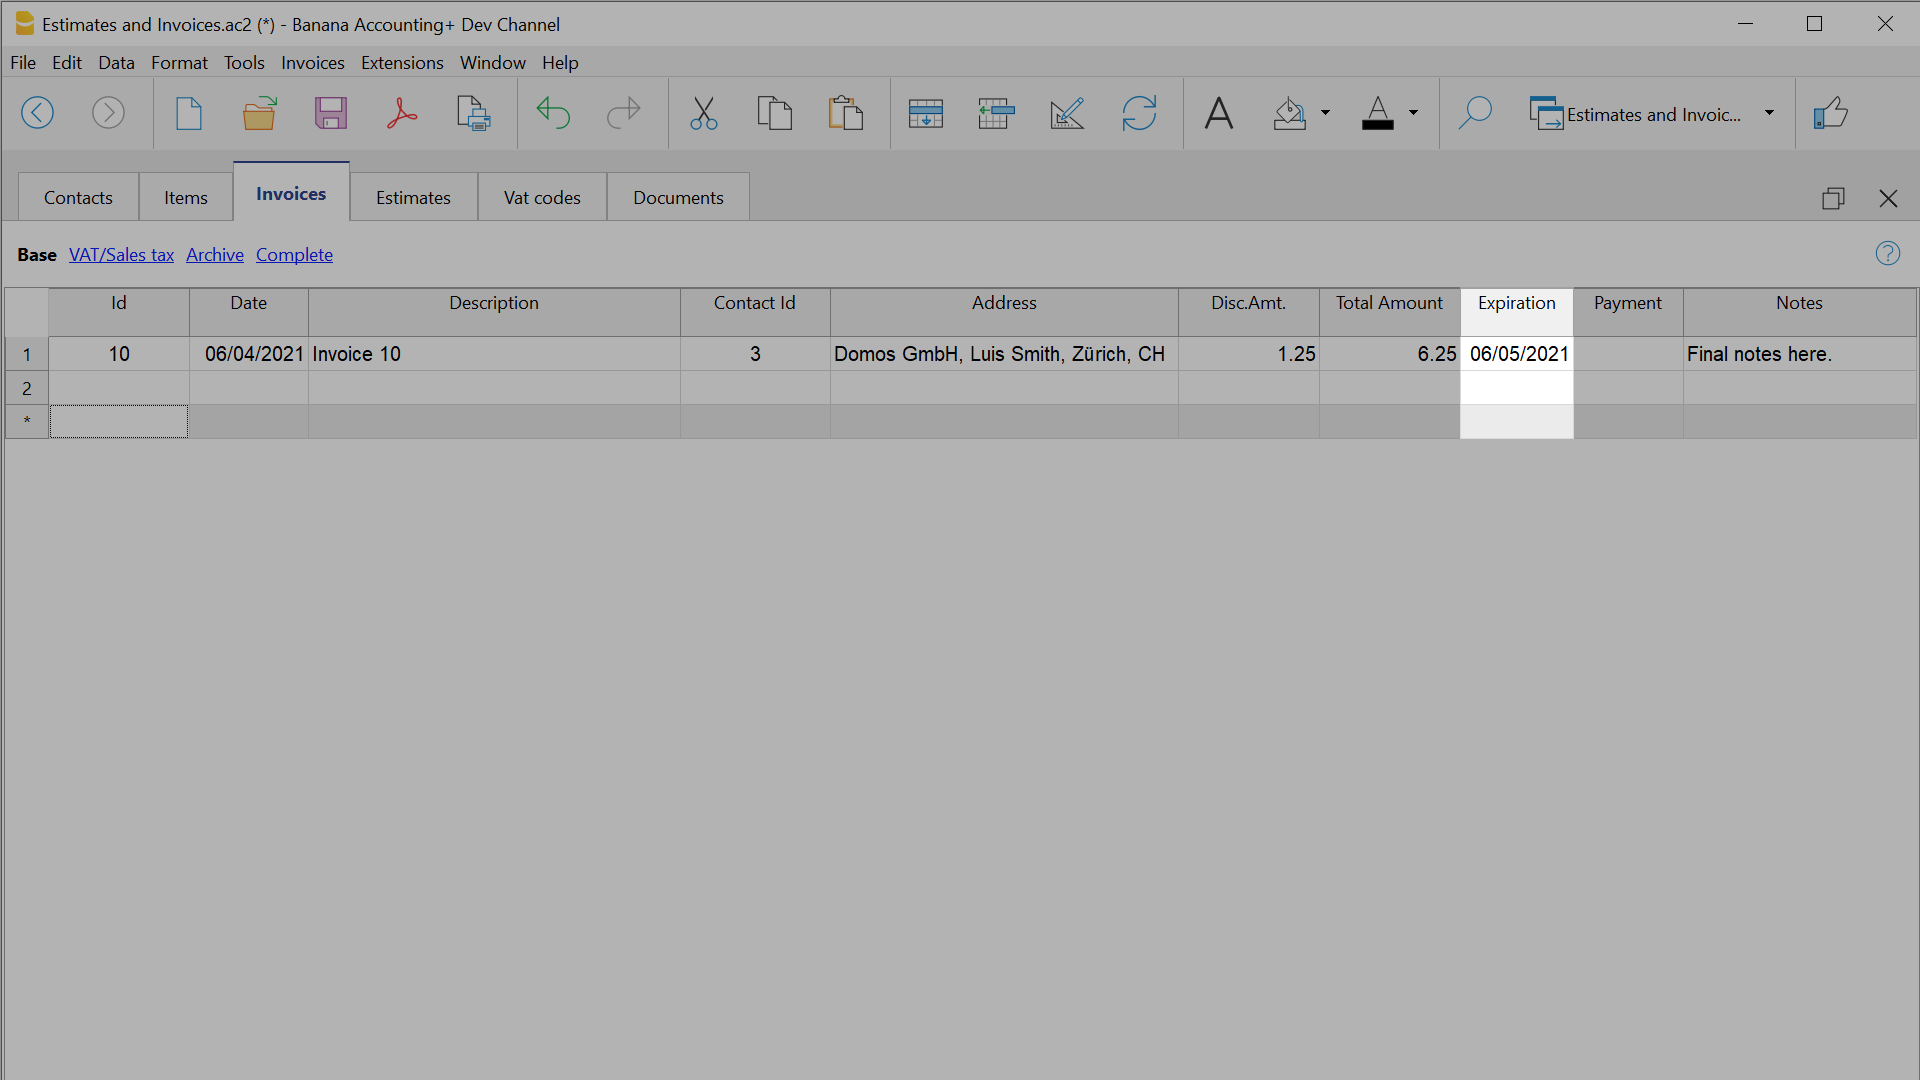 Estimates and Invoices.ac2 (*) - Banana Accounting+ Dev Channel
File Edit Data Format Tools Invoices Extensions Window Help
Estimates and Invoic...
Contacts Items Invoices Estimates Vat codes Documents
Base VAT/Sales tax Archive Complete
Id Date Description Contact Id Address Disc.Amt. Total Amount Expiration Payment Notes
1 10 06/04/2021 Invoice 10 3 Domos GmbH, Luis Smith, Zürich, CH 1.25 6.25 06/05/2021 Final notes here.
2
*